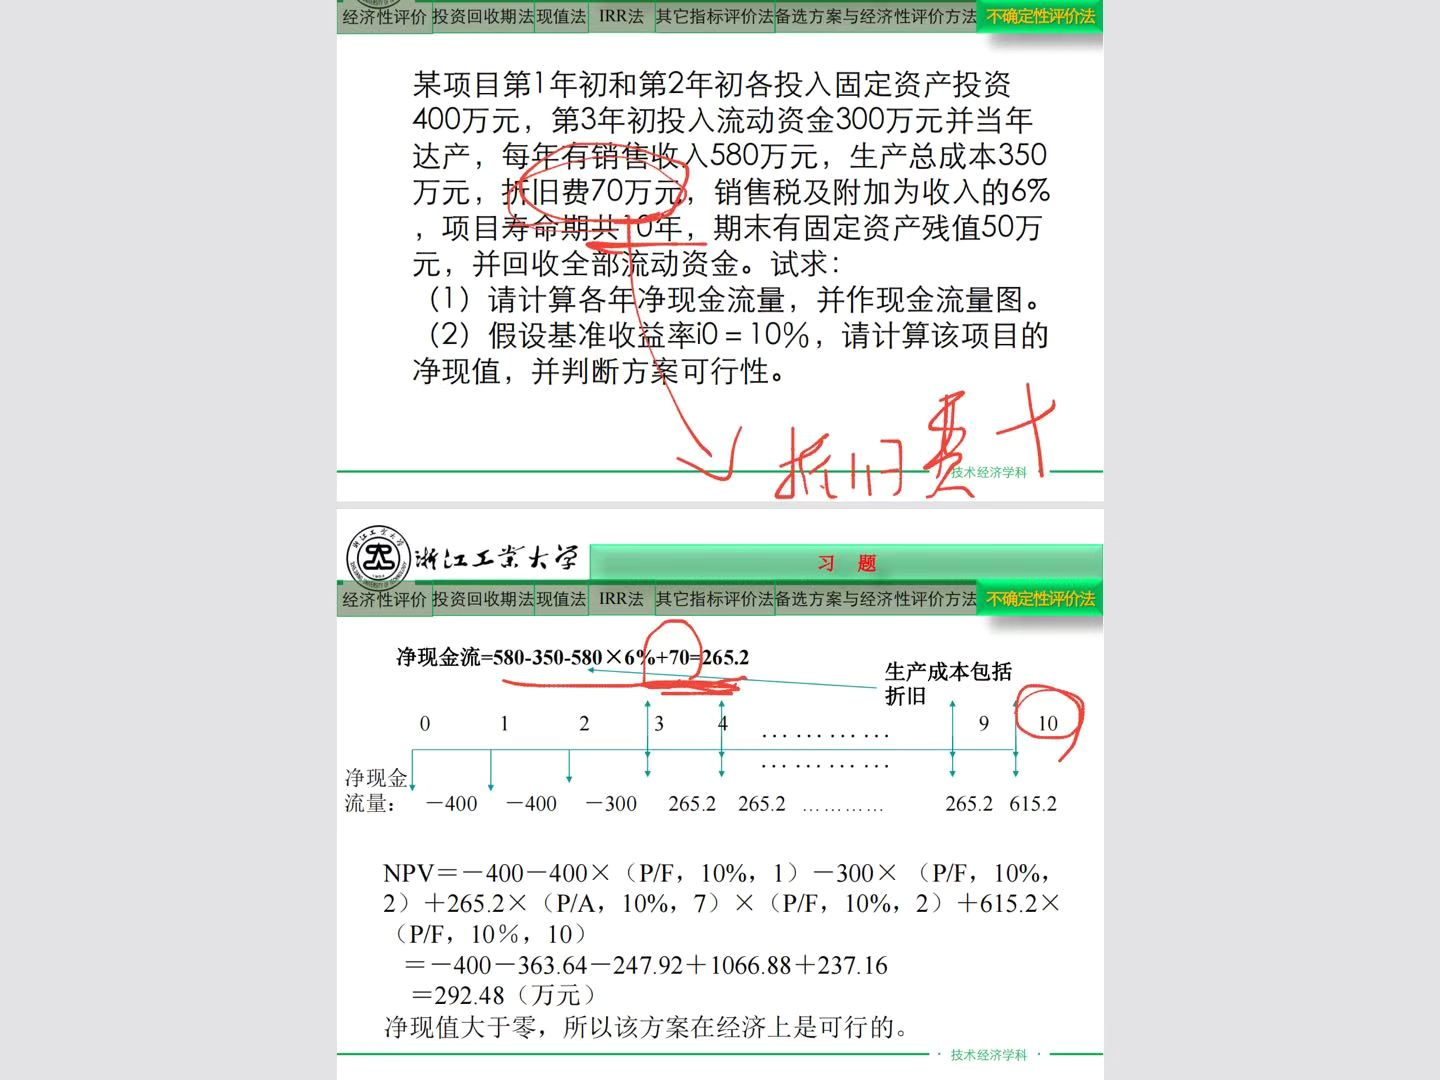 经济性评价 投资回收期法 现值法 IRR法 其它指标评价法 备选方案与经济性评价方法 不确定性评价法
某项目第1年初和第2年初各投入固定资产投资
400万元，第3年初投入流动资金300万元并当年
达产，每年有销售收入580万元，生产总成本350
万元，折旧费70万元，销售税及附加为收入的6%
，项目寿命期共10年，期末有固定资产残值50万
元，并回收全部流动资金。试求：
（1）请计算各年净现金流量，并作现金流量图。
（2）假设基准收益率i0＝10％，请计算该项目的
净现值，并判断方案可行性。
折旧费+
技术经济学科 ·
浙江工业大学
习 题
经济性评价 投资回收期法 现值法 IRR法 其它指标评价法 备选方案与经济性评价方法 不确定性评价法
净现金流=580-350-580×6%+70=265.2
生产成本包括
折旧
0 1 2 3 4 ………… 9 10
…………
净现金
流量： －400 －400 －300 265.2 265.2 ………… 265.2 615.2
NPV＝－400－400×（P/F，10%，1）－300×（P/F，10%，
2）＋265.2×（P/A，10%，7）×（P/F，10%，2）＋615.2×
（P/F，10％，10）
＝－400－363.64－247.92＋1066.88＋237.16
＝292.48（万元）
净现值大于零，所以该方案在经济上是可行的。
· 技术经济学科 ·